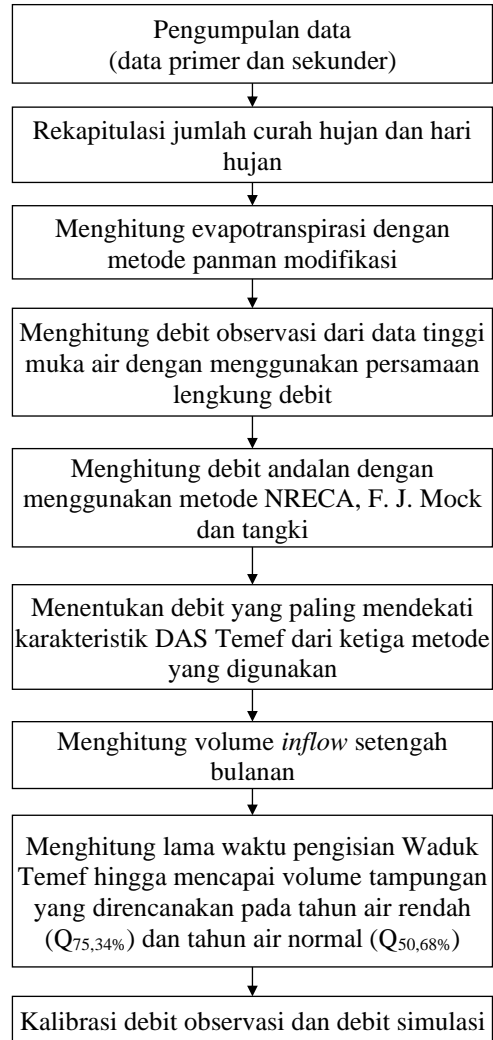 Pengumpulan data
(data primer dan sekunder)
Rekapitulasi jumlah curah hujan dan hari
hujan
Menghitung evapotranspirasi dengan
metode panman modifikasi
Menghitung debit observasi dari data tinggi
muka air dengan menggunakan persamaan
lengkung debit
Menghitung debit andalan dengan
menggunakan metode NRECA, F. J. Mock
dan tangki
Menentukan debit yang paling mendekati
karakteristik DAS Temef dari ketiga metode
yang digunakan
Menghitung volume inflow setengah
bulanan
Menghitung lama waktu pengisian Waduk
Temef hingga mencapai volume tampungan
yang direncanakan pada tahun air rendah
(Q75,34%) dan tahun air normal (Q50,68%)
Kalibrasi debit observasi dan debit simulasi